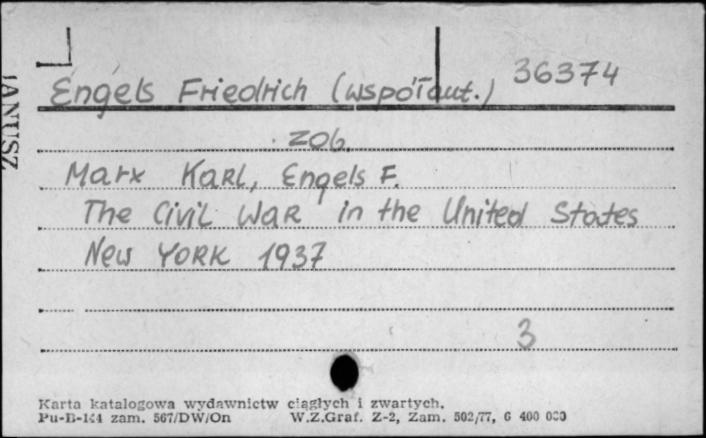 Engels Friedrich (współaut.) 36374
zob.
Marx Karl, Engels F.
The Civil War in the United States
New York 1937
3
Karta katalogowa wydawnictw ciągłych i zwartych.
Pu-B-144 zam. 567/DW/On W.Z.Graf. Z-2, Zam. 502/77, 6 400 000
JANUSZ